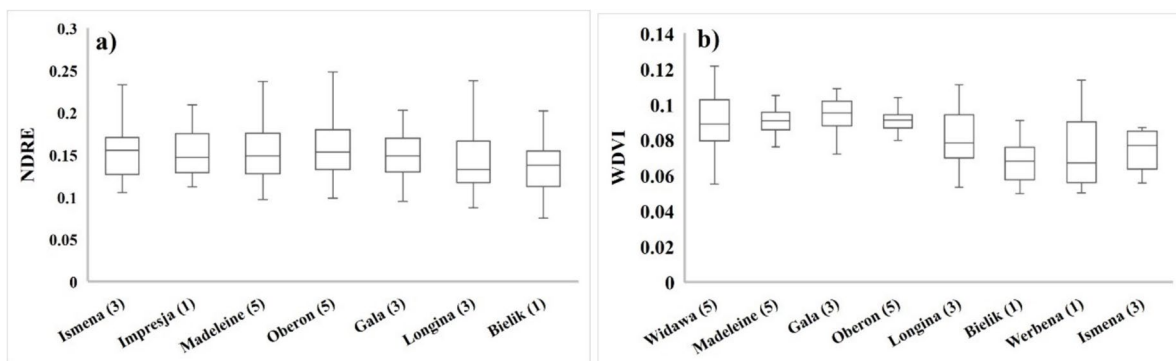 a)
NDRE
0.3
0.25
0.2
0.15
0.1
0.05
0
Ismena (3)
Impresja (1)
Madeleine (5)
Oberon (5)
Gala (3)
Longina (3)
Bielik (1)
b)
WDVI
0.14
0.12
0.1
0.08
0.06
0.04
0.02
0
Widawa (5)
Madeleine (5)
Gala (3)
Oberon (5)
Longina (3)
Bielik (1)
Werbena (1)
Ismena (3)